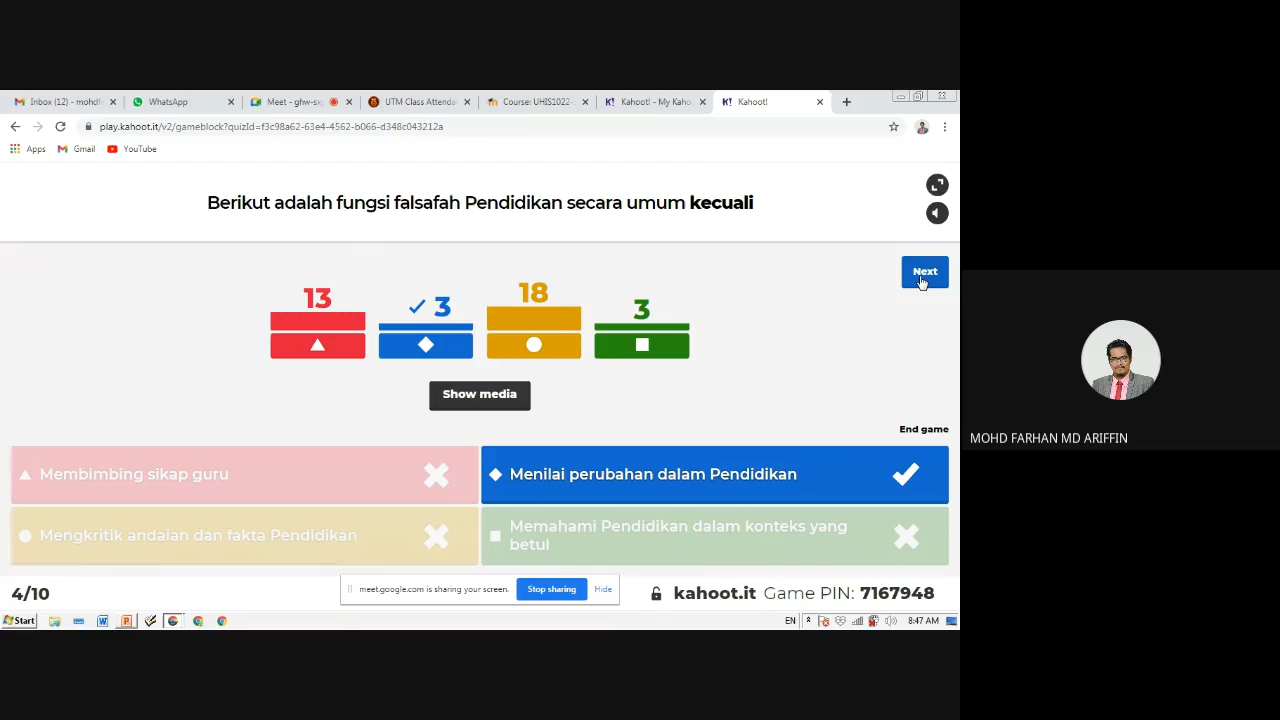 Inbox (12) - mohdf
WhatsApp
Meet - ghw-sx
UTM Class Attenda
Course: UHIS1022-
Kahoot! - My Kaho
Kahoot!
play.kahoot.it/v2/gameblock?quizId=f3c98a62-63e4-4562-b066-d348c043212a
Apps Gmail YouTube
Berikut adalah fungsi falsafah Pendidikan secara umum kecuali
Next
13
3
18
3
Show media
End game
Membimbing sikap guru
Menilai perubahan dalam Pendidikan
Mengkritik andaian dan fakta Pendidikan
Memahami Pendidikan dalam konteks yang
betul
4/10
meet.google.com is sharing your screen.
Stop sharing
Hide
kahoot.it Game PIN: 7167948
Start
EN
8:47 AM
MOHD FARHAN MD ARIFFIN